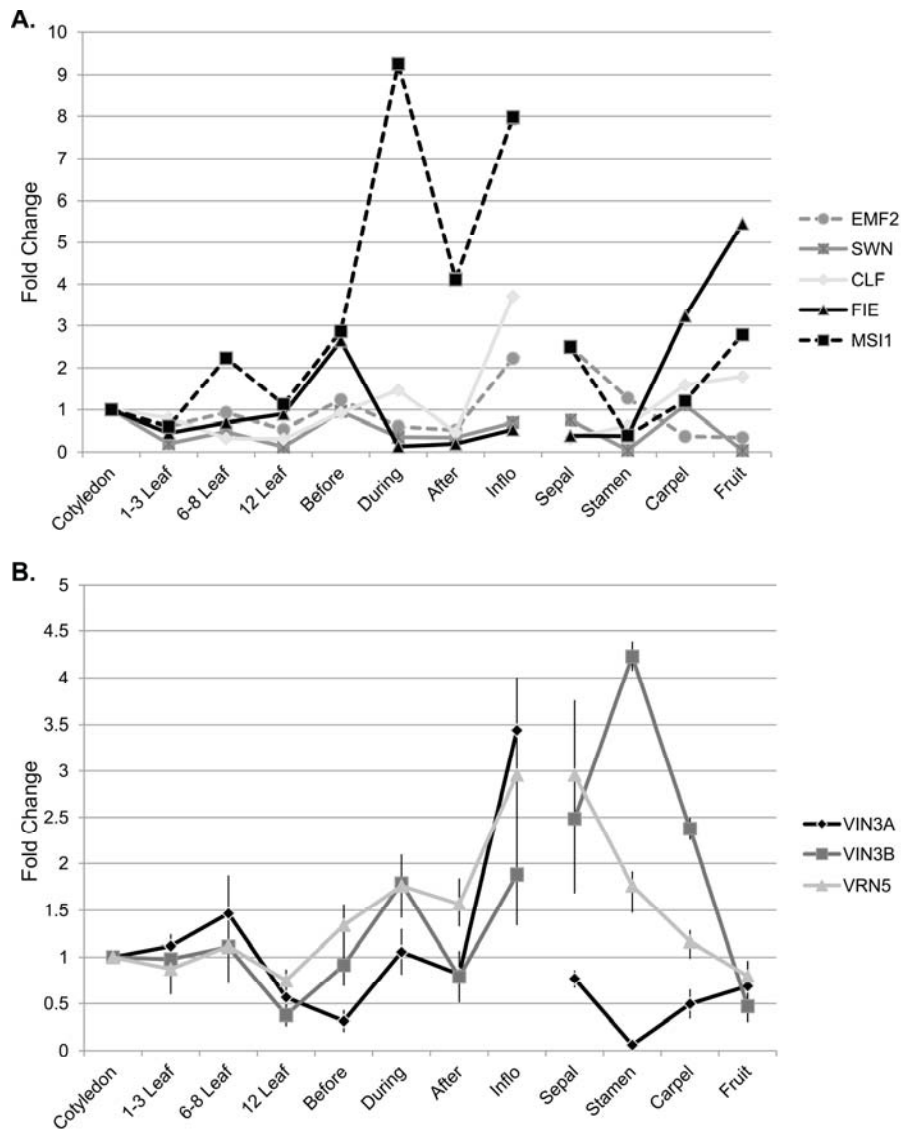 A.
10
9
8
7
6
5
4
3
2
1
0
Fold Change
Cotyledon
1-3 Leaf
6-8 Leaf
12 Leaf
Before
During
After
Inflo
Sepal
Stamen
Carpel
Fruit
EMF2
SWN
CLF
FIE
MSI1
B.
5
4.5
4
3.5
3
2.5
2
1.5
1
0.5
0
Fold Change
Cotyledon
1-3 Leaf
6-8 Leaf
12 Leaf
Before
During
After
Inflo
Sepal
Stamen
Carpel
Fruit
VIN3A
VIN3B
VRN5